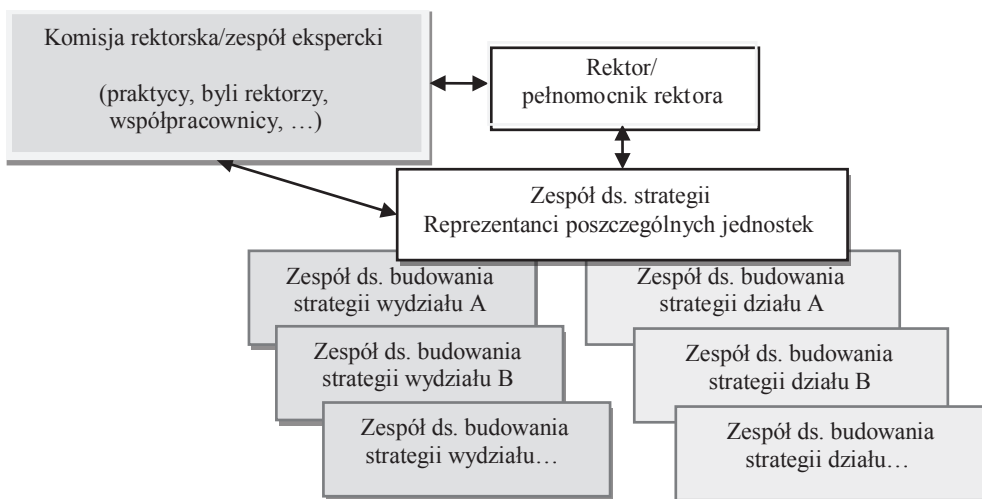 Komisja rektorska/zespół ekspercki
(praktycy, byli rektorzy,
współpracownicy, …)
Rektor/
pełnomocnik rektora
Zespół ds. strategii
Reprezentanci poszczególnych jednostek
Zespół ds. budowania
strategii wydziału A
Zespół ds. budowania
strategii wydziału B
Zespół ds. budowania
strategii wydziału…
Zespół ds. budowania
strategii działu A
Zespół ds. budowania
strategii działu B
Zespół ds. budowania
strategii działu…